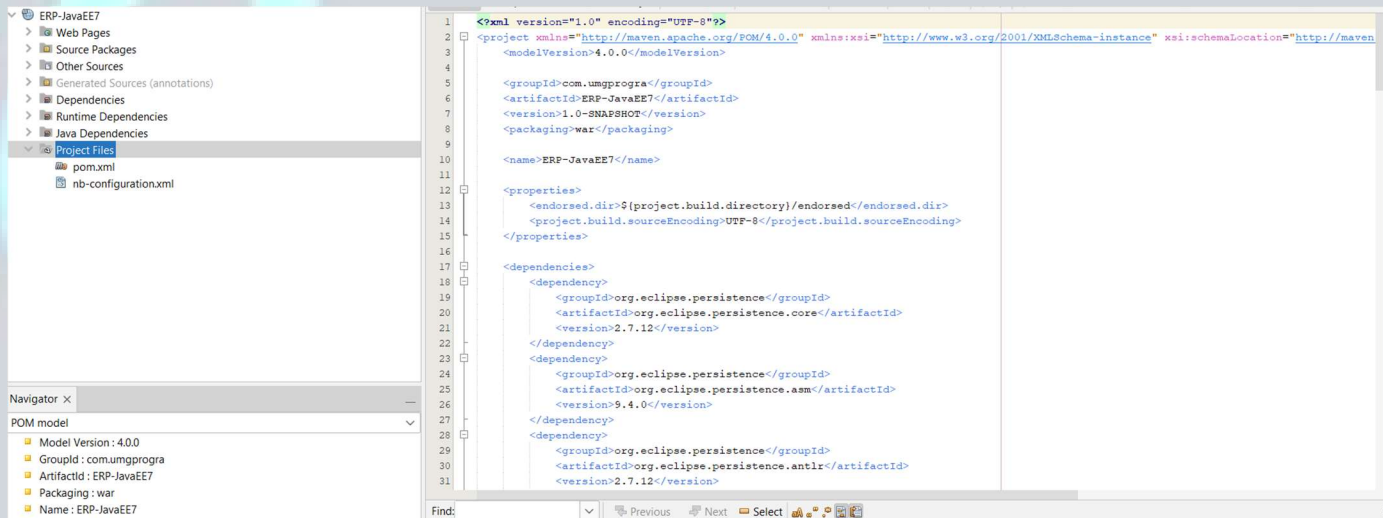 ERP-JavaEE7
Web Pages
Source Packages
Other Sources
Generated Sources (annotations)
Dependencies
Runtime Dependencies
Java Dependencies
Project Files
pom.xml
nb-configuration.xml
Navigator ×
POM model
Model Version : 4.0.0
GroupId : com.umgprogra
ArtifactId : ERP-JavaEE7
Packaging : war
Name : ERP-JavaEE7
1 <?xml version="1.0" encoding="UTF-8"?>
2 <project xmlns="http://maven.apache.org/POM/4.0.0" xmlns:xsi="http://www.w3.org/2001/XMLSchema-instance" xsi:schemaLocation="http://maven
3 <modelVersion>4.0.0</modelVersion>
4
5 <groupId>com.umgprogra</groupId>
6 <artifactId>ERP-JavaEE7</artifactId>
7 <version>1.0-SNAPSHOT</version>
8 <packaging>war</packaging>
9
10 <name>ERP-JavaEE7</name>
11
12 <properties>
13 <endorsed.dir>${project.build.directory}/endorsed</endorsed.dir>
14 <project.build.sourceEncoding>UTF-8</project.build.sourceEncoding>
15 </properties>
16
17 <dependencies>
18 <dependency>
19 <groupId>org.eclipse.persistence</groupId>
20 <artifactId>org.eclipse.persistence.core</artifactId>
21 <version>2.7.12</version>
22 </dependency>
23 <dependency>
24 <groupId>org.eclipse.persistence</groupId>
25 <artifactId>org.eclipse.persistence.asm</artifactId>
26 <version>9.4.0</version>
27 </dependency>
28 <dependency>
29 <groupId>org.eclipse.persistence</groupId>
30 <artifactId>org.eclipse.persistence.antlr</artifactId>
31 <version>2.7.12</version>
Find: Previous Next Select